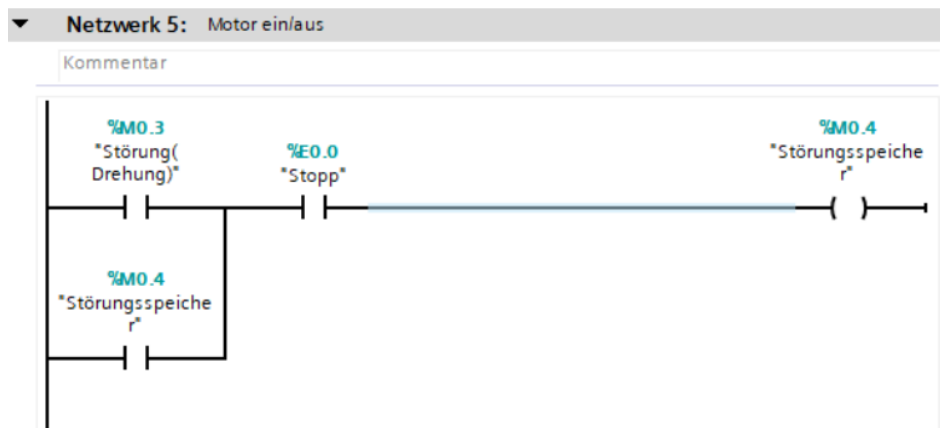 Netzwerk 5: Motor ein/aus
Kommentar
%M0.3
"Störung(
Drehung)"
%E0.0
"Stopp"
%M0.4
"Störungsspeiche
r"
%M0.4
"Störungsspeiche
r"